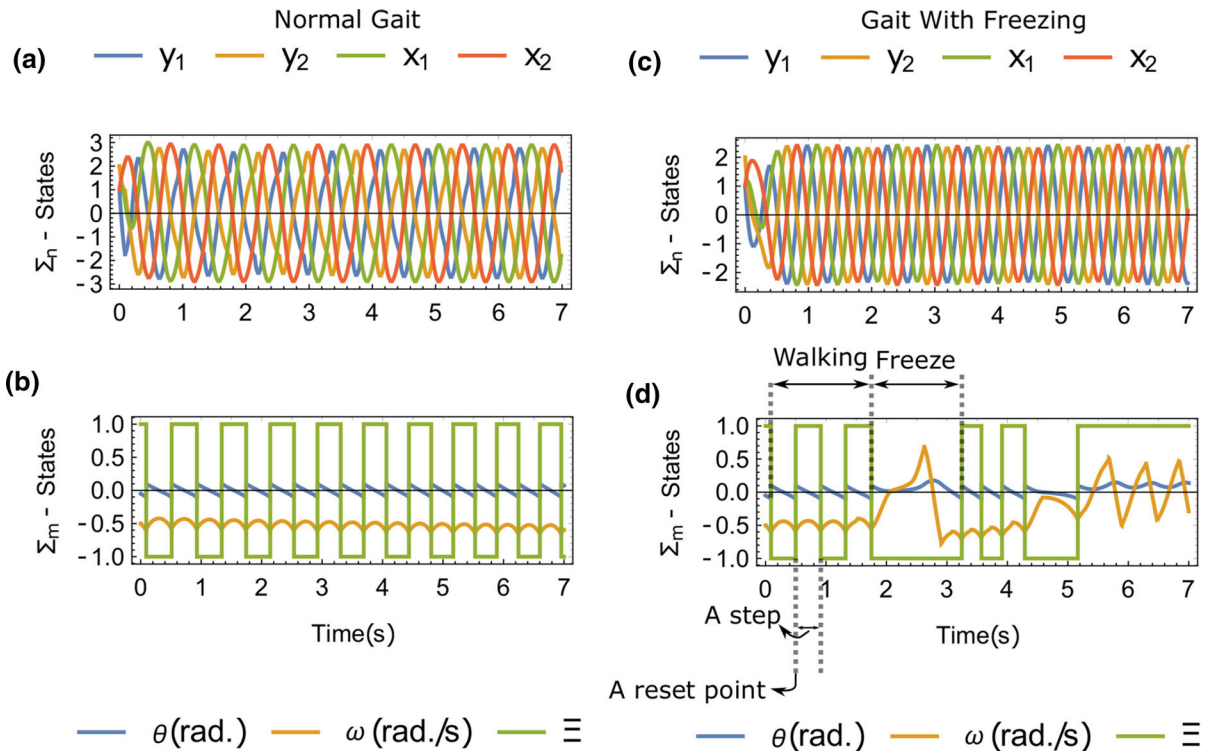 Normal Gait
(a)
y1 y2 x1 x2
Σn - States
3
2
1
0
-1
-2
-3
0 1 2 3 4 5 6 7
(b)
Σm - States
1.0
0.5
0.0
-0.5
-1.0
0 1 2 3 4 5 6 7
Time(s)
θ(rad.) ω(rad./s) Ξ
Gait With Freezing
(c)
y1 y2 x1 x2
Σn - States
2
1
0
-1
-2
0 1 2 3 4 5 6 7
Walking Freeze
(d)
Σm - States
1.0
0.5
0.0
-0.5
-1.0
0 1 2 3 4 5 6 7
A step
Time(s)
A reset point
θ(rad.) ω(rad./s) Ξ